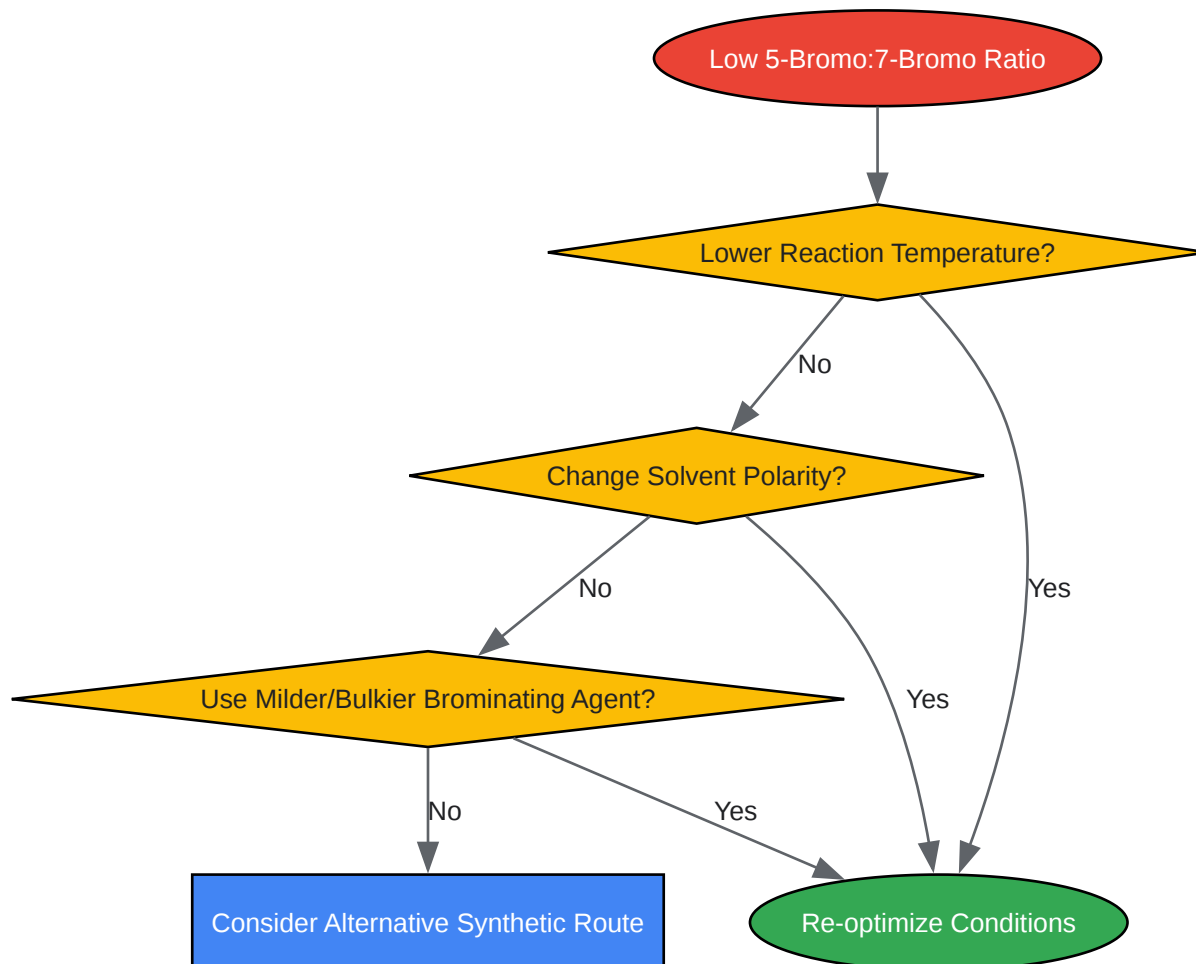 Low 5-Bromo:7-Bromo Ratio
Lower Reaction Temperature?
No
Change Solvent Polarity?
No
Yes
Use Milder/Bulkier Brominating Agent?
Yes
No
Yes
Consider Alternative Synthetic Route
Re-optimize Conditions